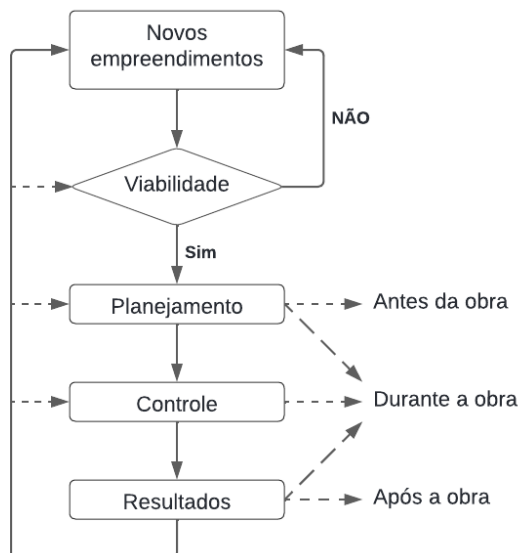 Novos
empreendimentos
NÃO
Viabilidade
Sim
Planejamento
Antes da obra
Controle
Durante a obra
Resultados
Após a obra